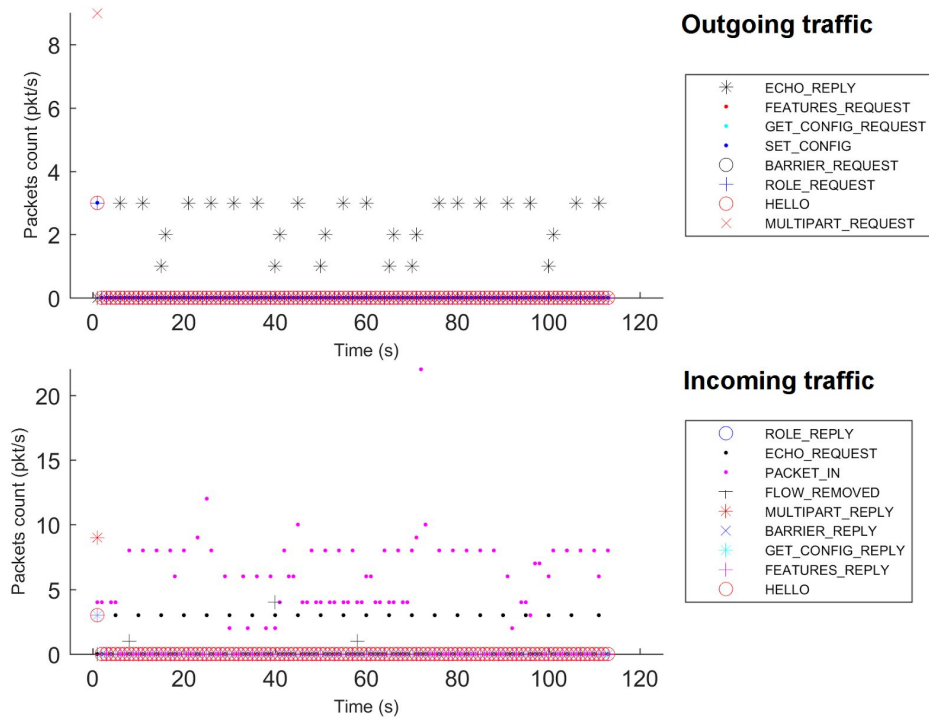 Outgoing traffic
Packets count (pkt/s)
8
6
4
2
0
0 20 40 60 80 100 120
Time (s)
ECHO_REPLY
FEATURES_REQUEST
GET_CONFIG_REQUEST
SET_CONFIG
BARRIER_REQUEST
ROLE_REQUEST
HELLO
MULTIPART_REQUEST
Incoming traffic
Packets count (pkt/s)
20
15
10
5
0
0 20 40 60 80 100 120
Time (s)
ROLE_REPLY
ECHO_REQUEST
PACKET_IN
FLOW_REMOVED
MULTIPART_REPLY
BARRIER_REPLY
GET_CONFIG_REPLY
FEATURES_REPLY
HELLO